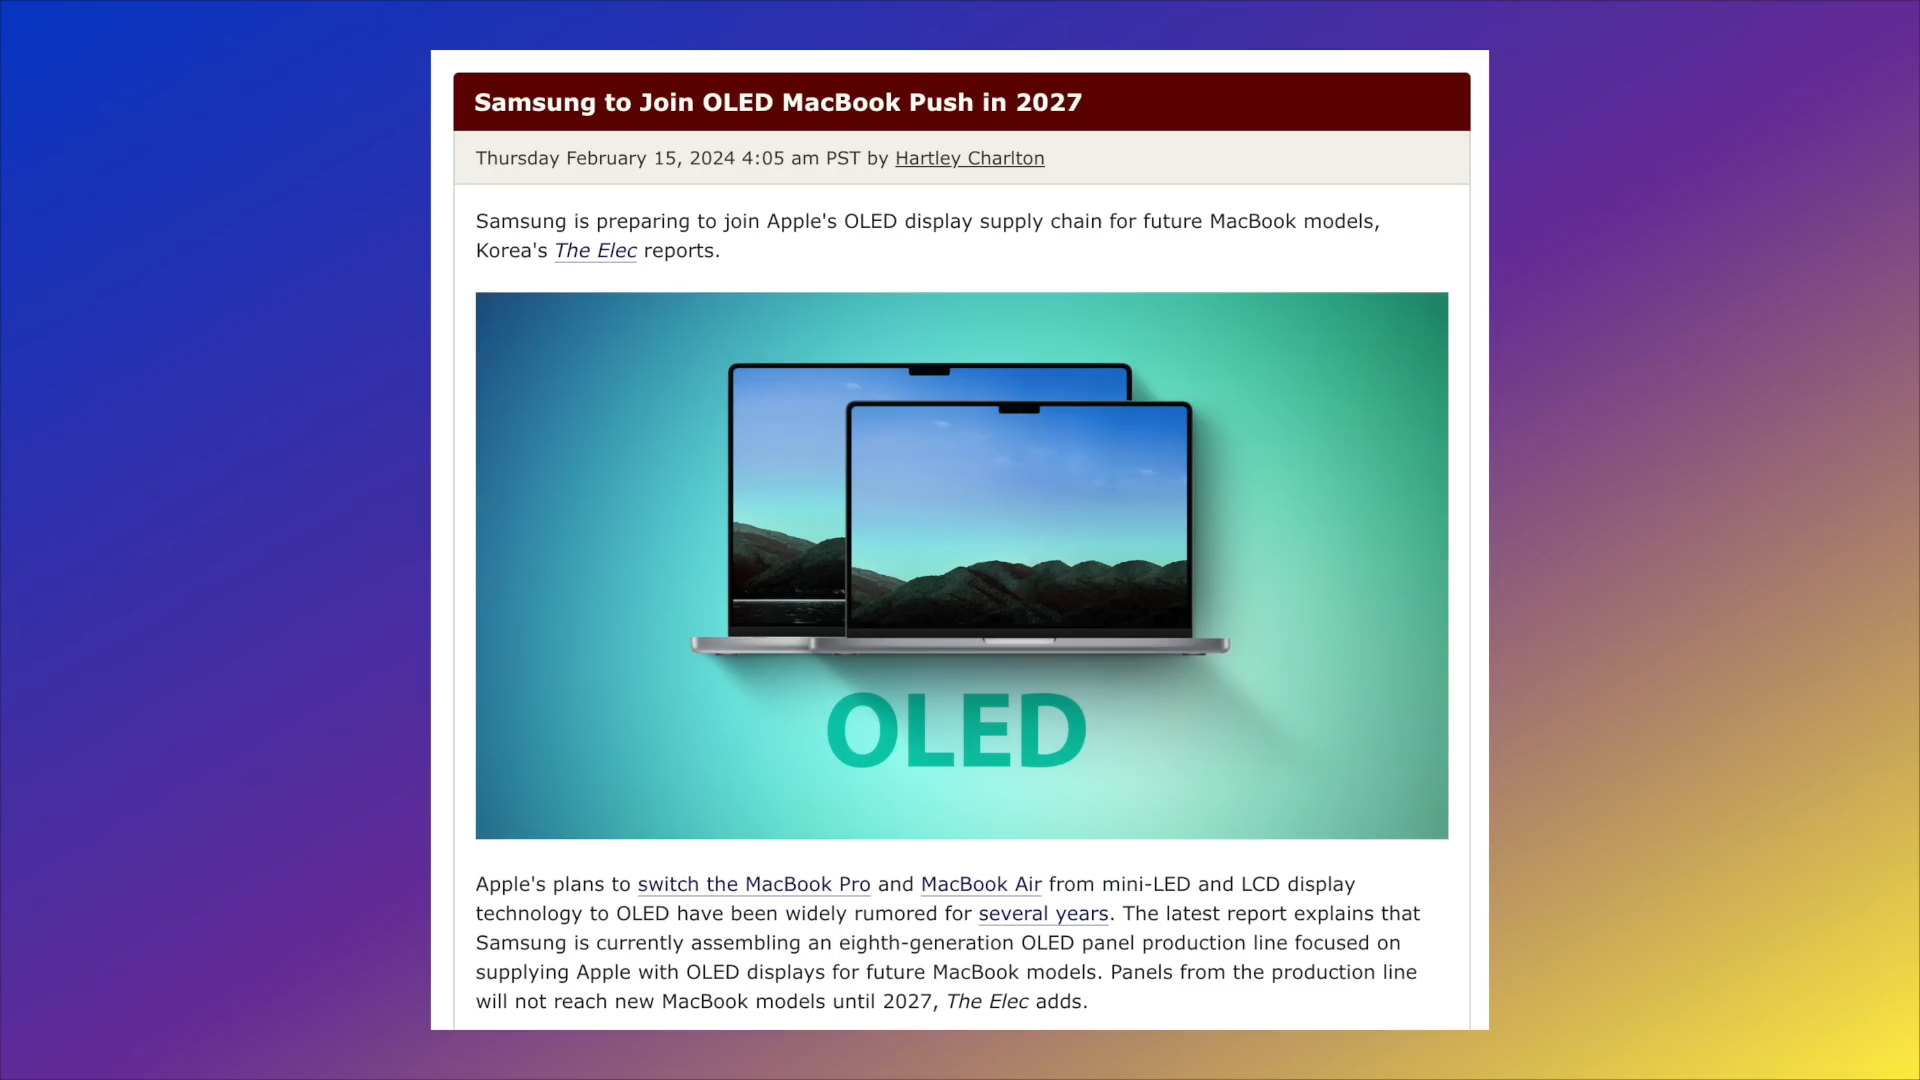 Samsung to Join OLED MacBook Push in 2027
Thursday February 15, 2024 4:05 am PST by Hartley Charlton
Samsung is preparing to join Apple's OLED display supply chain for future MacBook models,
Korea's The Elec reports.
OLED
Apple's plans to switch the MacBook Pro and MacBook Air from mini-LED and LCD display
technology to OLED have been widely rumored for several years. The latest report explains that
Samsung is currently assembling an eighth-generation OLED panel production line focused on
supplying Apple with OLED displays for future MacBook models. Panels from the production line
will not reach new MacBook models until 2027, The Elec adds.